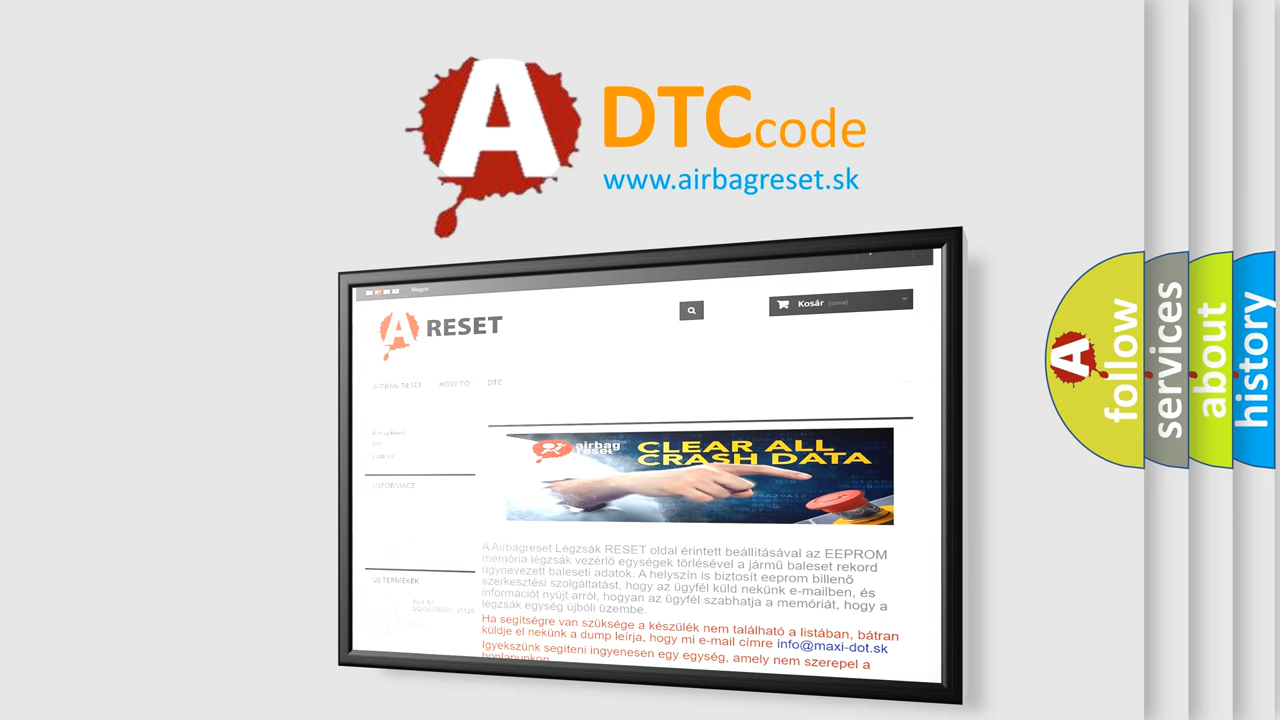 A DTCcode
www.airbagreset.sk
Magyar
A RESET
Kosár (üres)
AIRBAG RESET HOW TO DTC
INFORMACE
ÚJ TERMÉKEK
airbag
reset
CLEAR ALL
CRASH DATA
A Airbagreset Légzsák RESET oldal érintett beállításával az EEPROM
memória légzsák vezérlő egységek törlésével a jármű baleset rekord
úgynevezett baleseti adatok. A helyszín is biztosít eeprom billenő
szerkesztési szolgáltatást, hogy az ügyfél küld nekünk e-mailben, és
információt nyújt arról, hogyan az ügyfél szabhatja a memóriát, hogy a
légzsák egység újbóli üzembe.
Ha segítségre van szüksége a készülék nem található a listában, bátran
küldje el nekünk a dump leírja, hogy mi e-mail címre info@maxi-dot.sk
Igyekszünk segíteni ingyenesen egy egység, amely nem szerepel a
honlapunkon
A follow
services
about
history